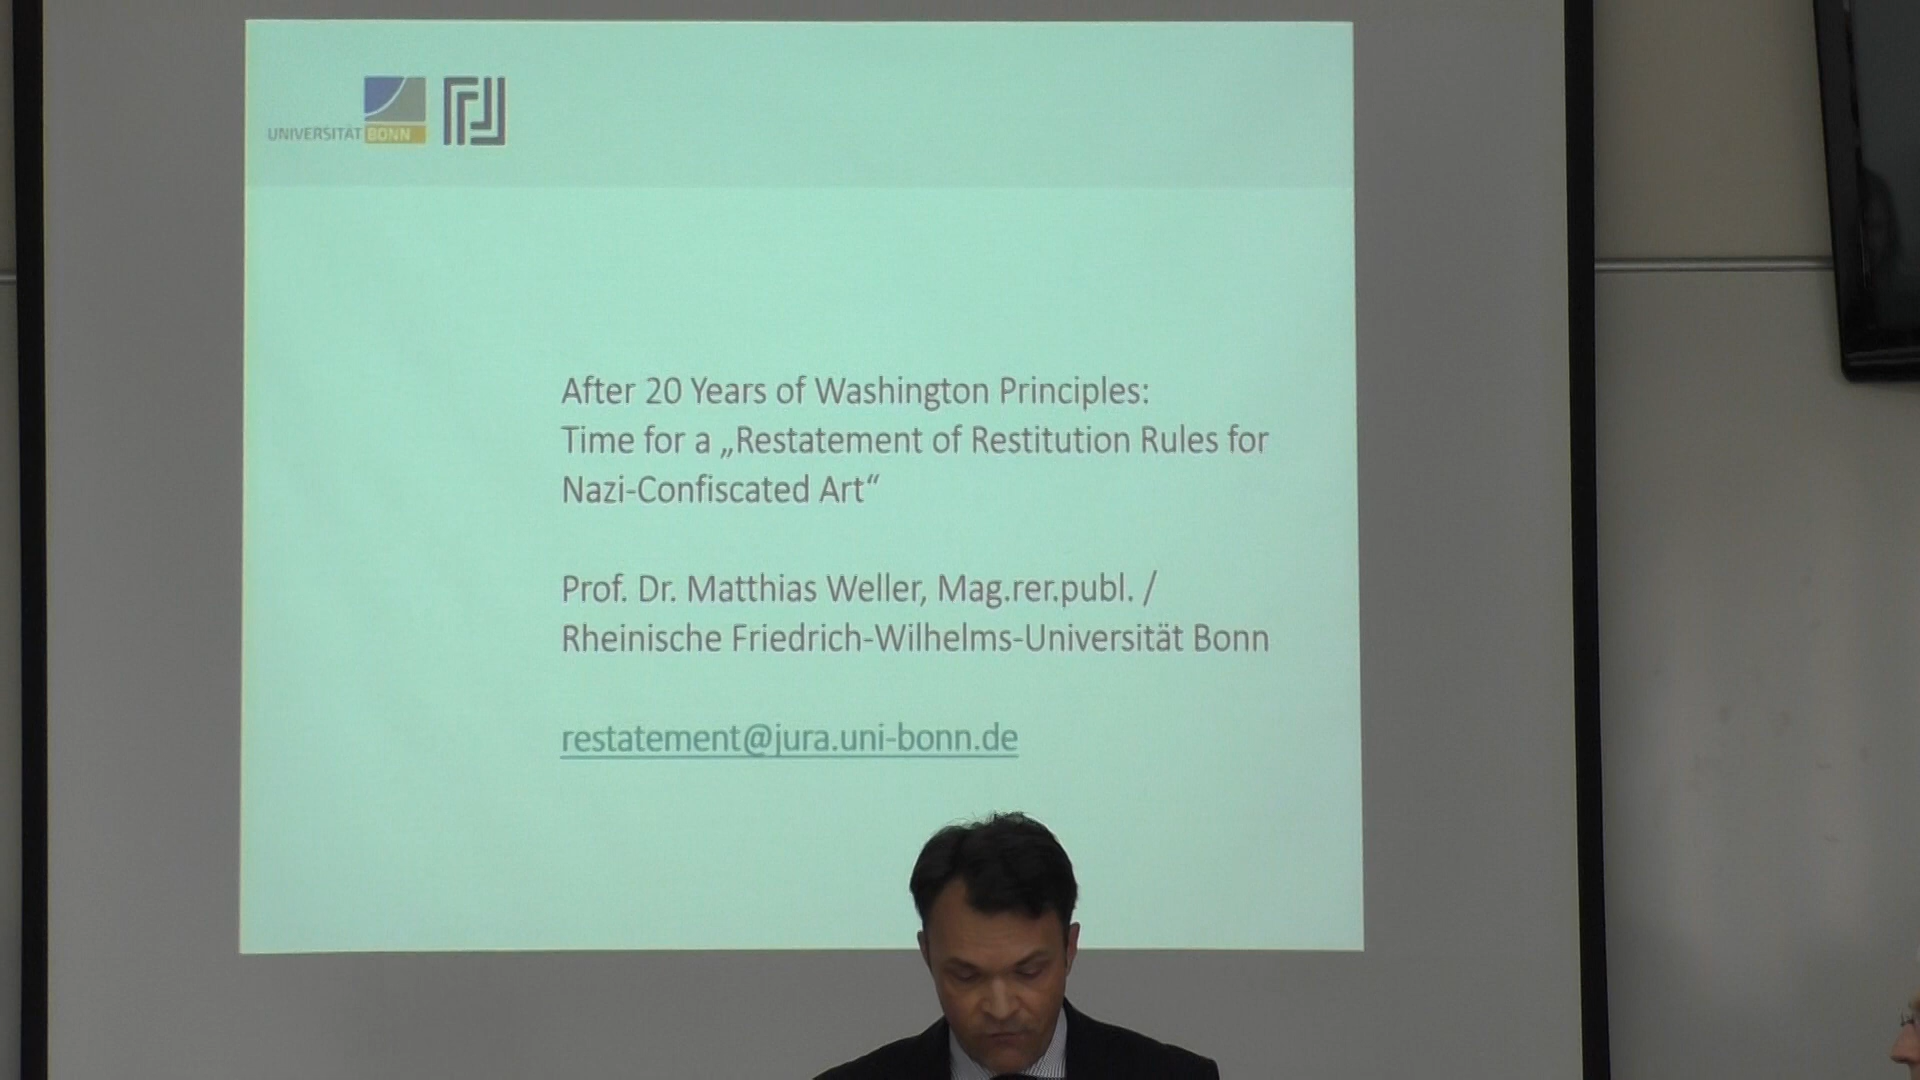 UNIVERSITÄT BONN
After 20 Years of Washington Principles:
Time for a „Restatement of Restitution Rules for
Nazi-Confiscated Art“
Prof. Dr. Matthias Weller, Mag.rer.publ. /
Rheinische Friedrich-Wilhelms-Universität Bonn
restatement@jura.uni-bonn.de